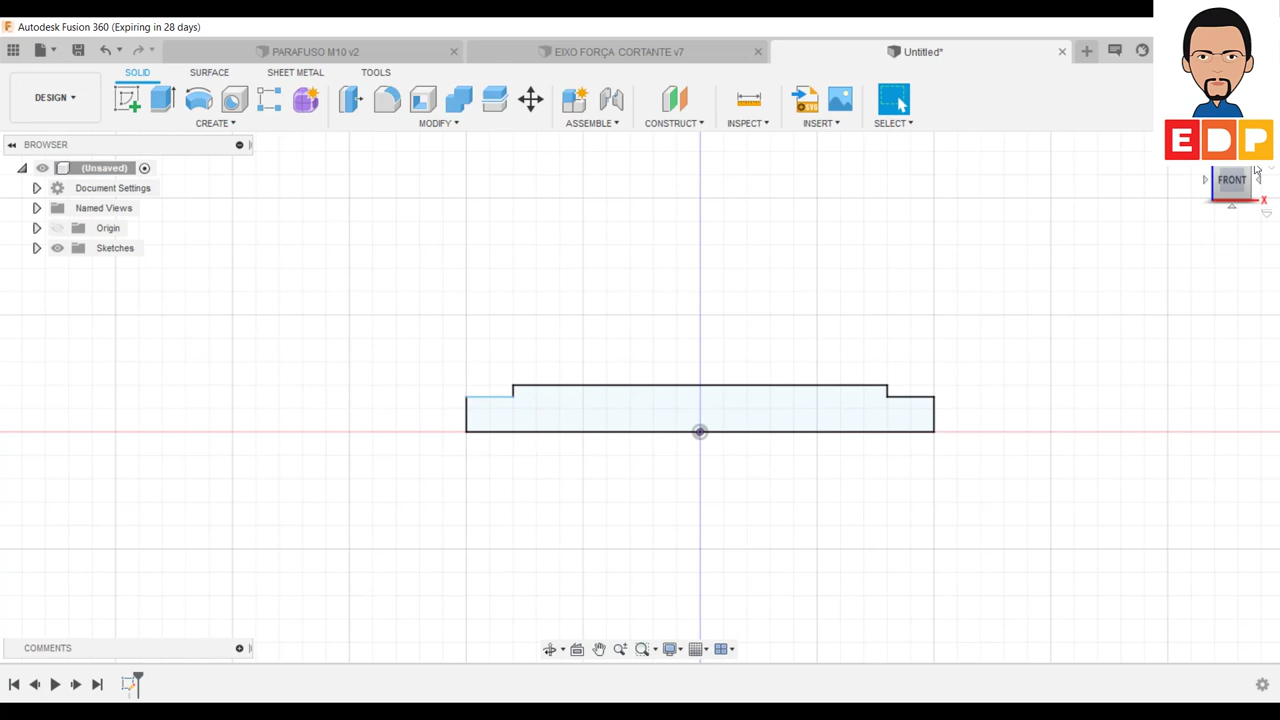 Autodesk Fusion 360 (Expiring in 28 days)
PARAFUSO M10 v2
EIXO FORÇA CORTANTE v7
Untitled*
SOLID SURFACE SHEET METAL TOOLS
DESIGN
CREATE
MODIFY
ASSEMBLE
CONSTRUCT
INSPECT
INSERT
SELECT
EDP
BROWSER
(Unsaved)
Document Settings
Named Views
Origin
Sketches
FRONT
X
COMMENTS